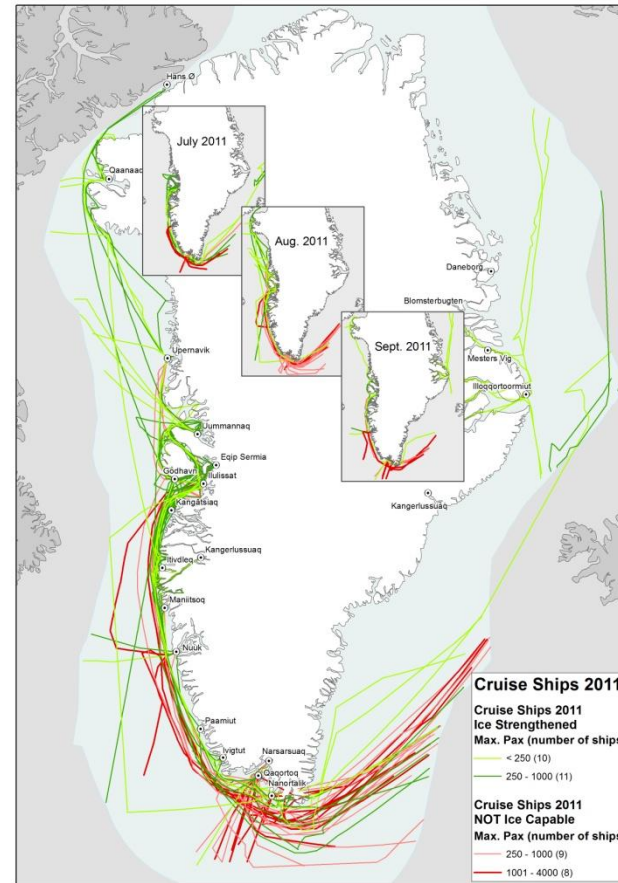 Hans Ø
Qaanaaq
July 2011
Aug. 2011
Sept. 2011
Daneborg
Blomsterbugten
Mesters Vig
Illoqqortoormiut
Upernavik
Uummannaq
Eqip Sermia
Godhavn
Ilulissat
Kangâtsiaq
Kangerlussuaq
Kangerlussuaq
Itivdleq
Maniitsoq
Nuuk
Paamiut
Ivigtut
Narsarsuaq
Qaqortoq
Nanortalik
Cruise Ships 2011
Cruise Ships 2011
Ice Strengthened
Max. Pax (number of ships
< 250 (10)
250 - 1000 (11)
Cruise Ships 2011
NOT Ice Capable
Max. Pax (number of ships
250 - 1000 (9)
1001 - 4000 (8)